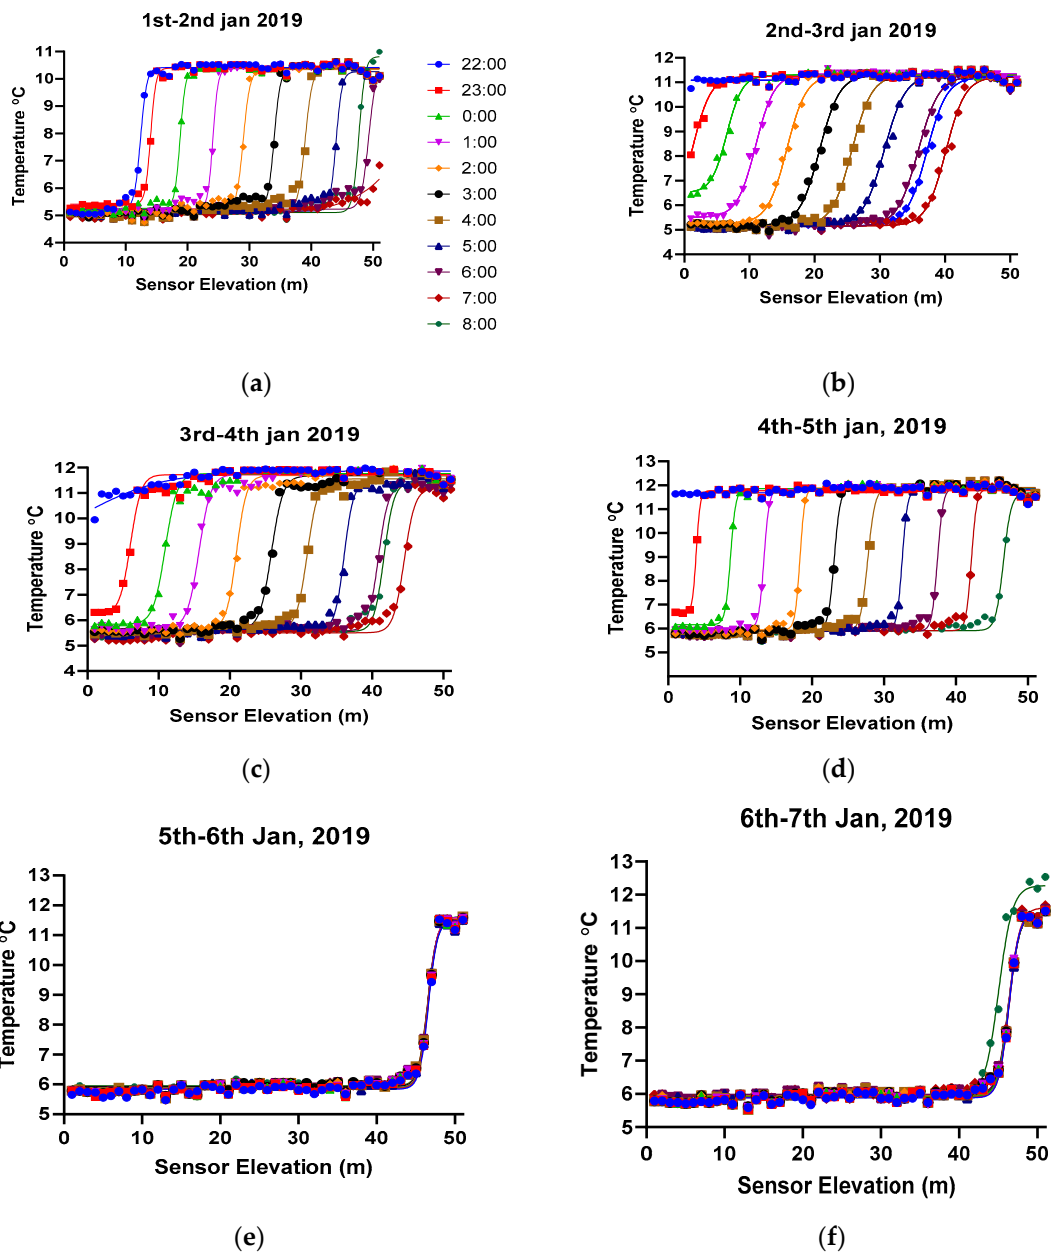 1st-2nd jan 2019
11
10
9
8
7
6
5
4
0 10 20 30 40 50
Temperature °C
Sensor Elevation (m)
22:00
23:00
0:00
1:00
2:00
3:00
4:00
5:00
6:00
7:00
8:00
(a)
2nd-3rd jan 2019
12
11
10
9
8
7
6
5
4
0 10 20 30 40 50
Temperature °C
Sensor Elevation (m)
(b)
3rd-4th jan 2019
12
11
10
9
8
7
6
5
4
0 10 20 30 40 50
Temperature °C
Sensor Elevation (m)
(c)
4th-5th jan, 2019
13
12
11
10
9
8
7
6
5
0 10 20 30 40 50
Temperature °C
Sensor Elevation (m)
(d)
5th-6th Jan, 2019
13
12
11
10
9
8
7
6
5
0 10 20 30 40 50
Temperature °C
Sensor Elevation (m)
(e)
6th-7th Jan, 2019
13
12
11
10
9
8
7
6
5
0 10 20 30 40 50
Temperature °C
Sensor Elevation (m)
(f)